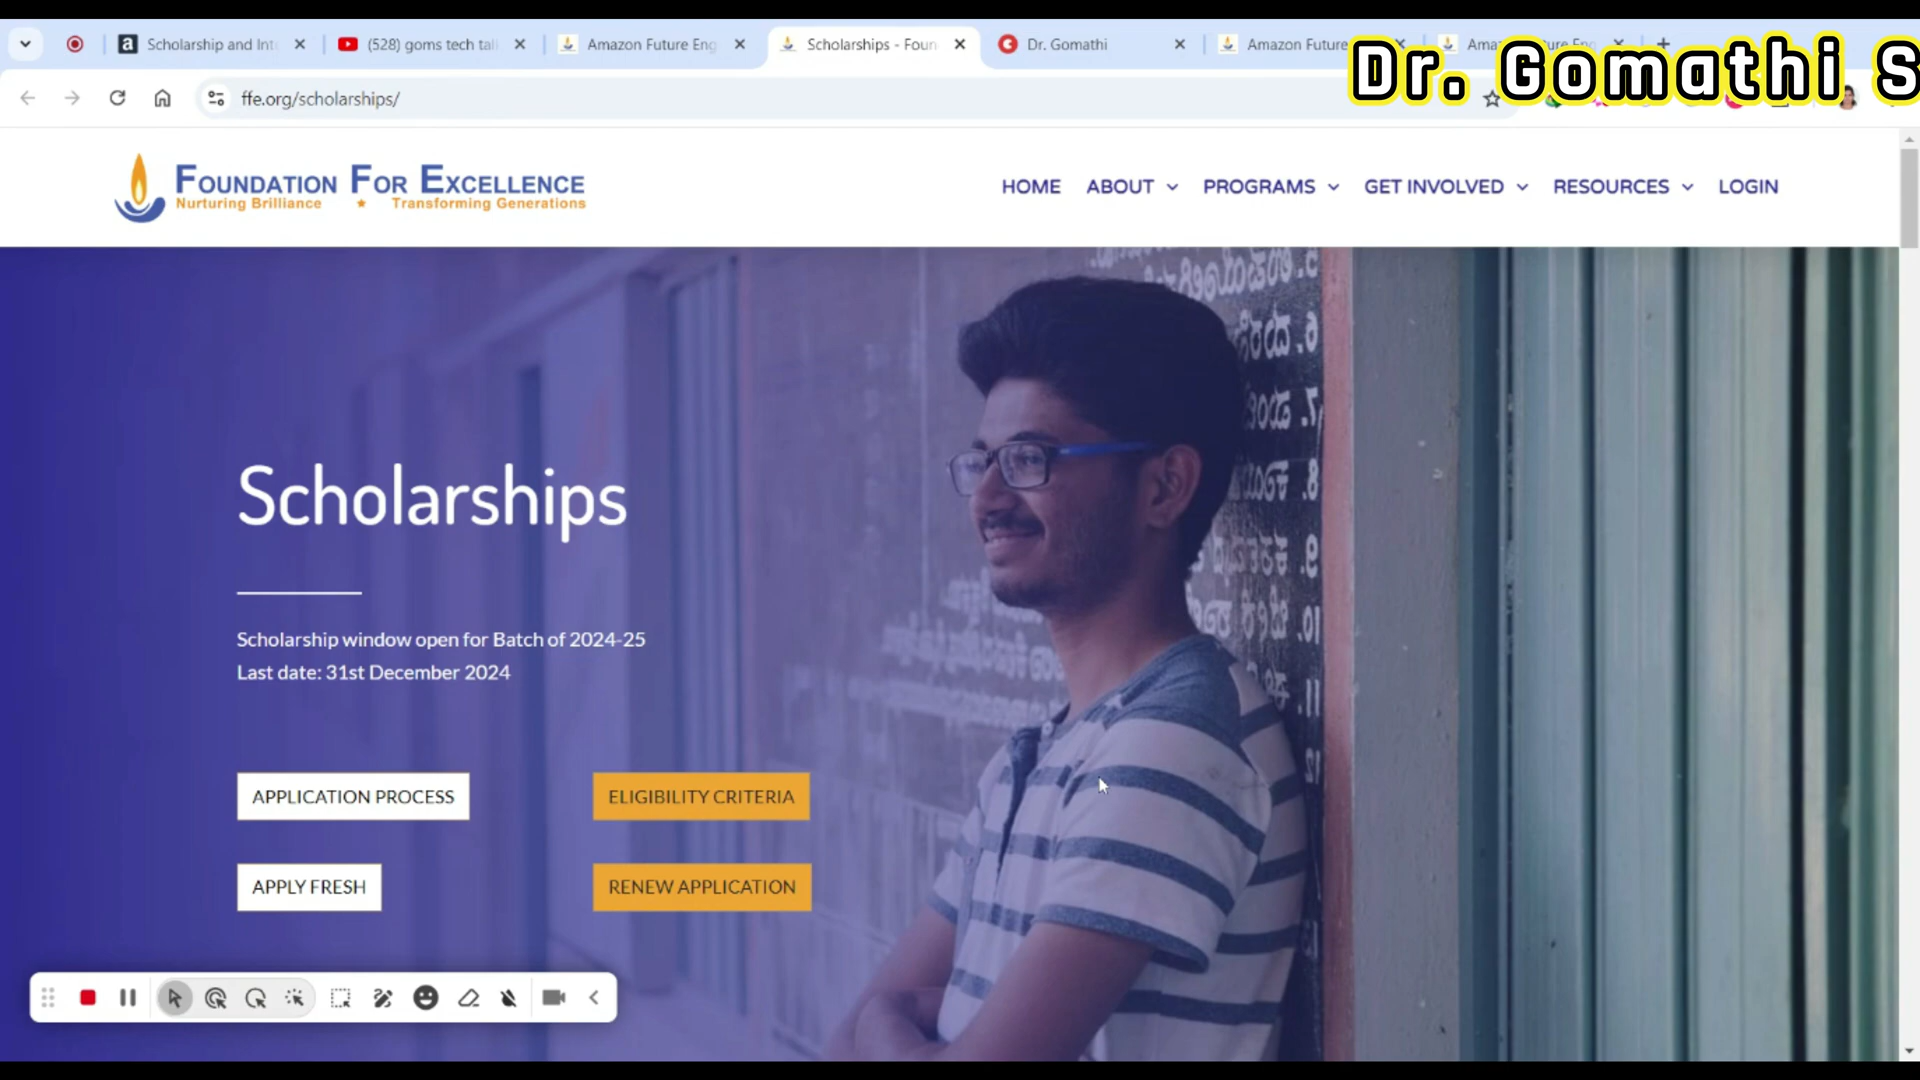 Scholarship and Int
(528) goms tech tal
Amazon Future Eng
Scholarships - Foun
Dr. Gomathi
Amazon Future
Dr. Gomathi S
ffe.org/scholarships/
FOUNDATION FOR EXCELLENCE
Nurturing Brilliance ★ Transforming Generations
HOME ABOUT PROGRAMS GET INVOLVED RESOURCES LOGIN
Scholarships
Scholarship window open for Batch of 2024-25
Last date: 31st December 2024
APPLICATION PROCESS
ELIGIBILITY CRITERIA
APPLY FRESH
RENEW APPLICATION